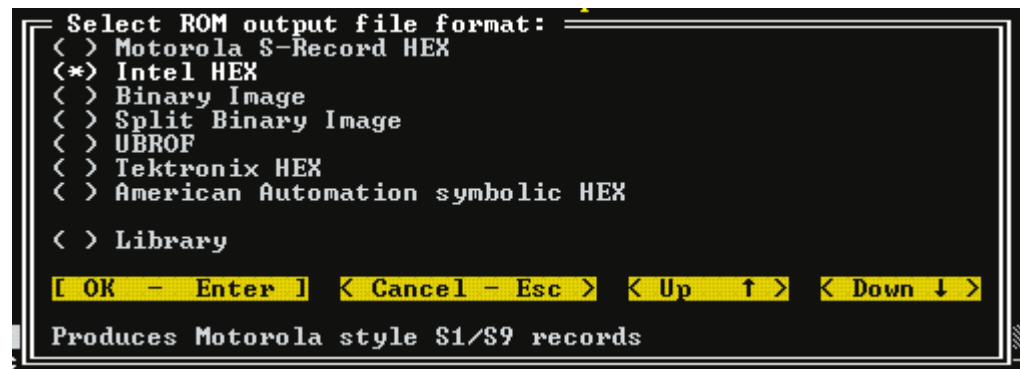 Select ROM output file format:
( ) Motorola S-Record HEX
(*) Intel HEX
( ) Binary Image
( ) Split Binary Image
( ) UBROF
( ) Tektronix HEX
( ) American Automation symbolic HEX
( ) Library
[ OK - Enter ] < Cancel - Esc > < Up ↑ > < Down ↓ >
Produces Motorola style S1/S9 records